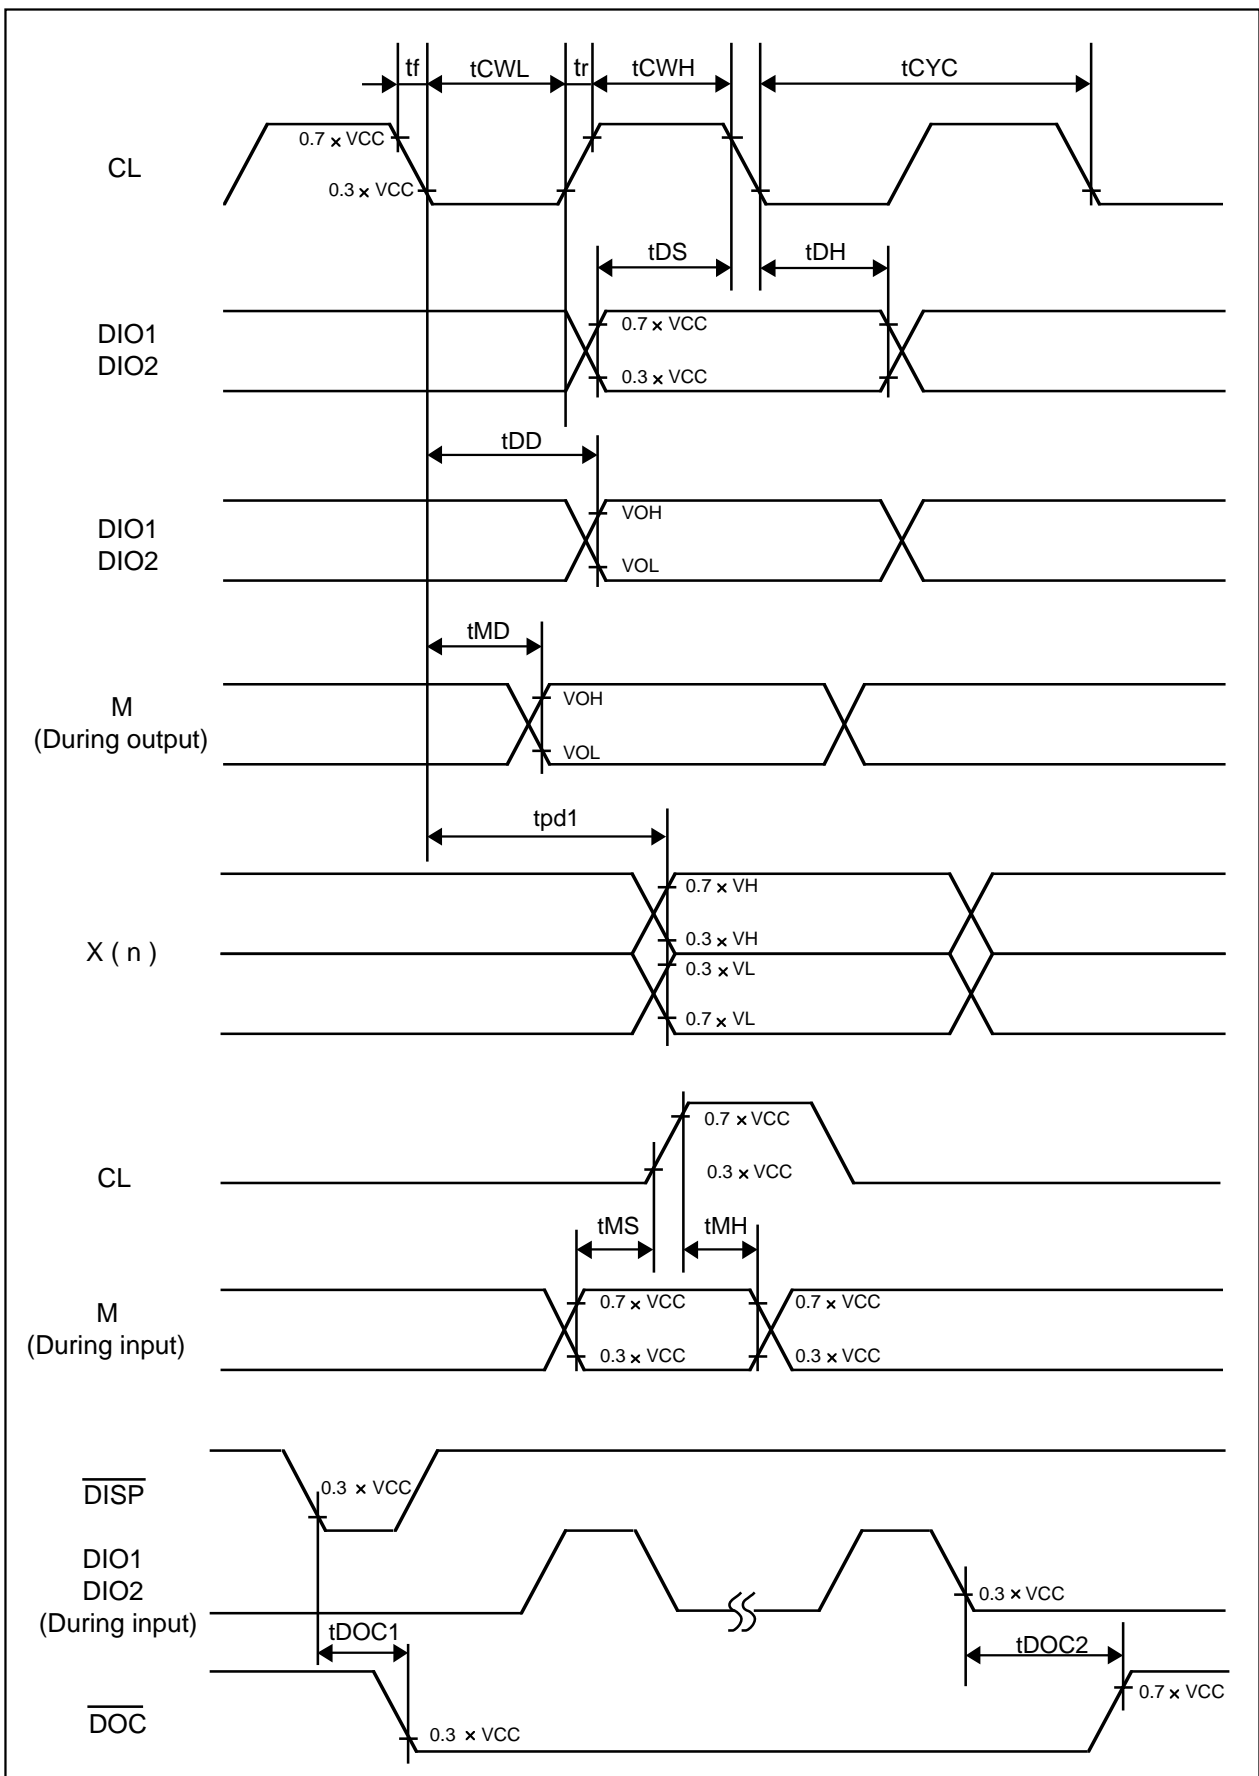 tf
tCWL
tr
tCWH
tCYC
0.7 × VCC
CL
0.3 × VCC
tDS
tDH
DIO1
DIO2
0.7 × VCC
0.3 × VCC
tDD
DIO1
DIO2
VOH
VOL
tMD
M
(During output)
VOH
VOL
tpd1
0.7 × VH
X ( n )
0.3 × VH
0.3 × VL
0.7 × VL
CL
0.7 × VCC
0.3 × VCC
tMS
tMH
M
(During input)
0.7 × VCC
0.7 × VCC
0.3 × VCC
0.3 × VCC
DISP
0.3 × VCC
DIO1
DIO2
(During input)
0.3 × VCC
tDOC1
tDOC2
DOC
0.7 × VCC
0.3 × VCC